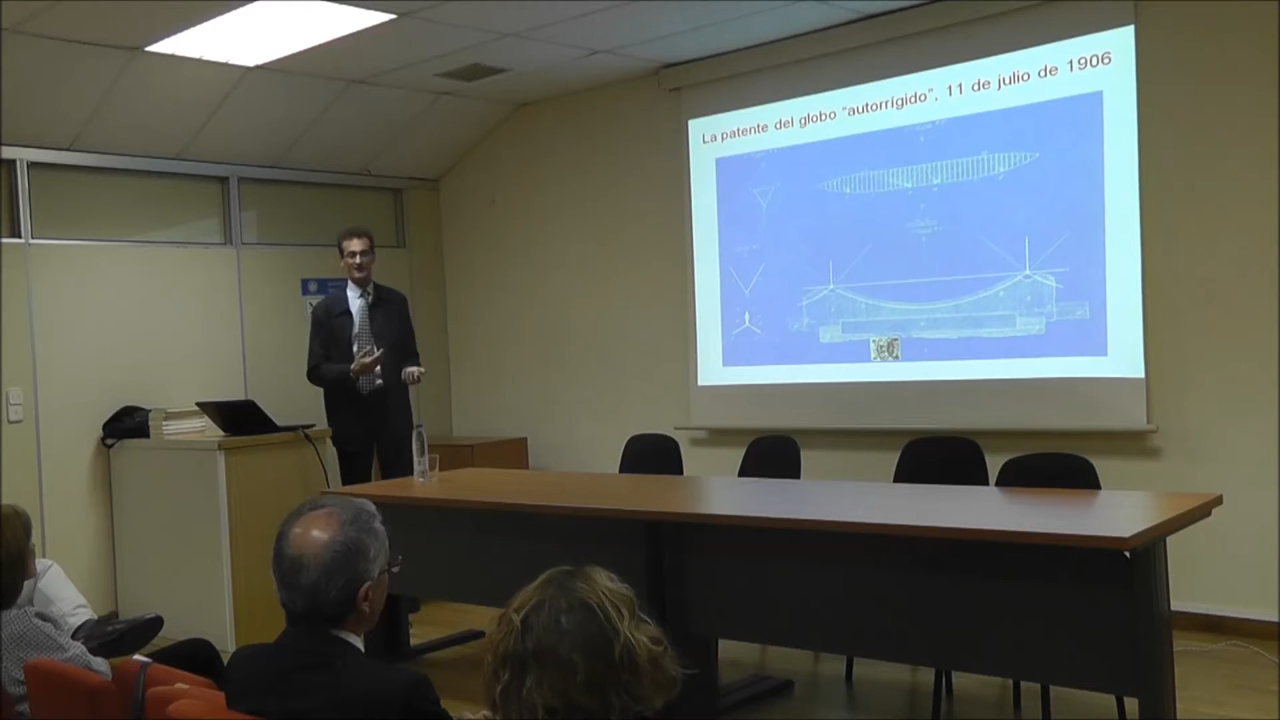 La patente del globo “autorrígido”. 11 de julio de 1906